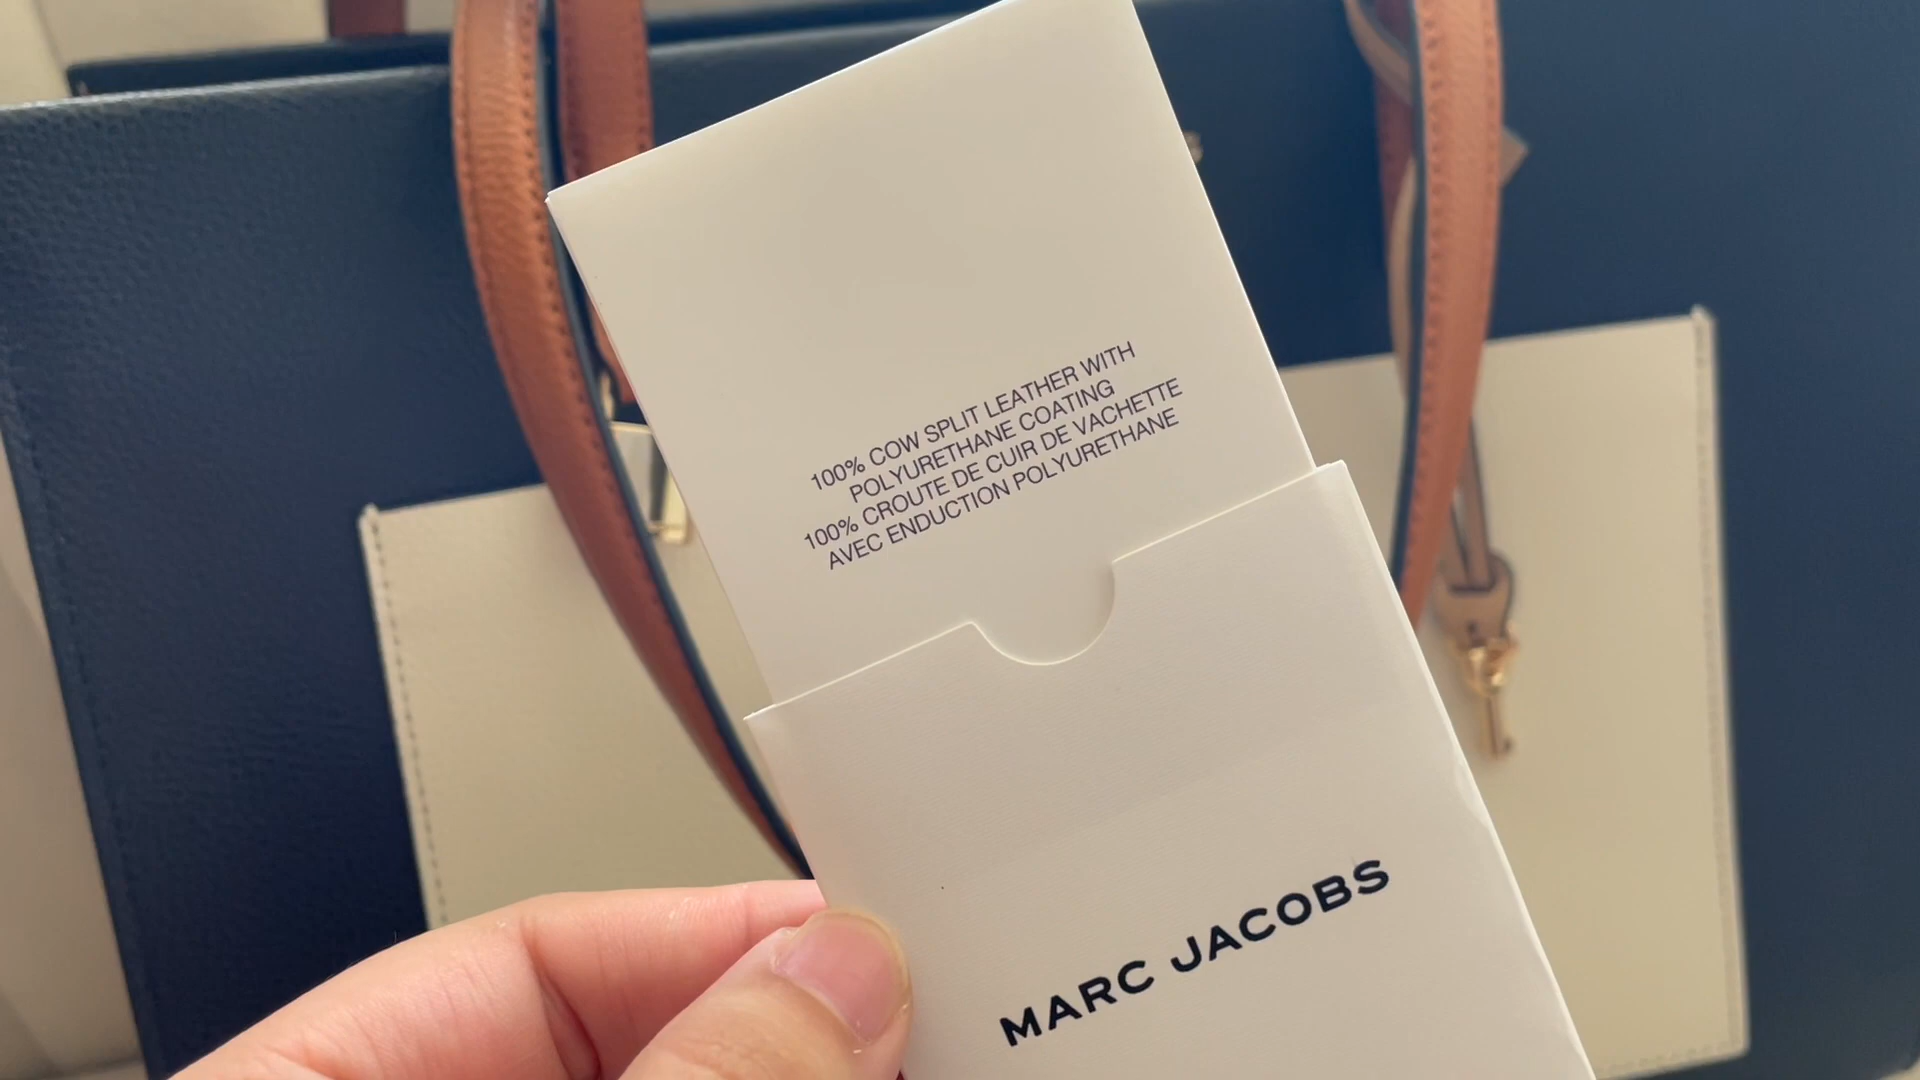 100% COW SPLIT LEATHER WITH
POLYURETHANE COATING
100% CROUTE DE CUIR DE VACHETTE
AVEC ENDUCTION POLYURETHANE
MARC JACOBS